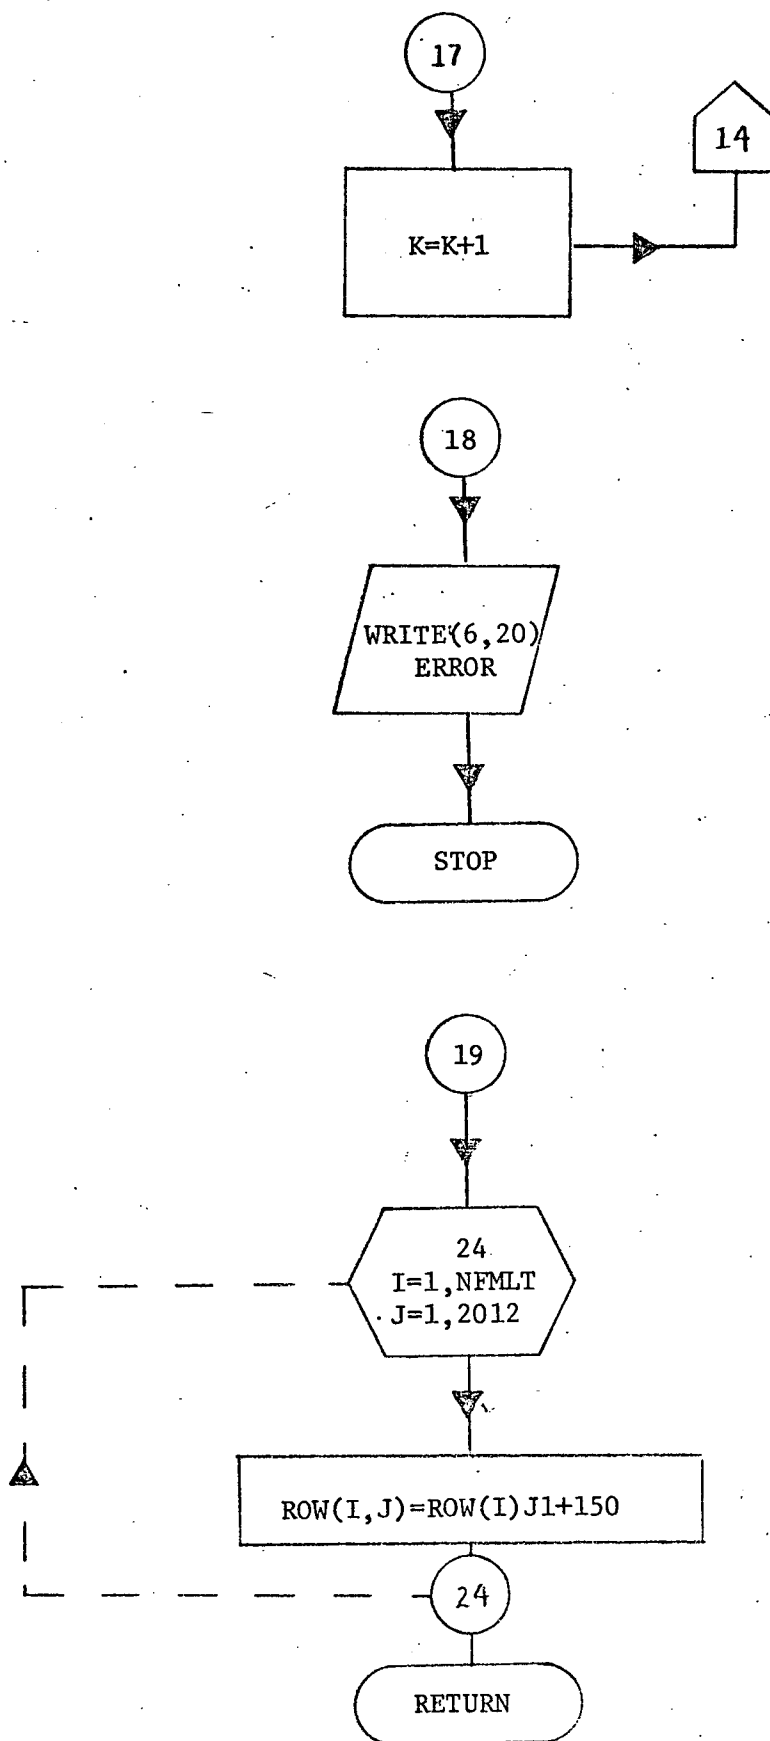 17
14
K=K+1
18
WRITE(6,20)
ERROR
STOP
19
24
I=1,NFMLT
J=1,2012
ROW(I,J)=ROW(I)J1+150
24
RETURN